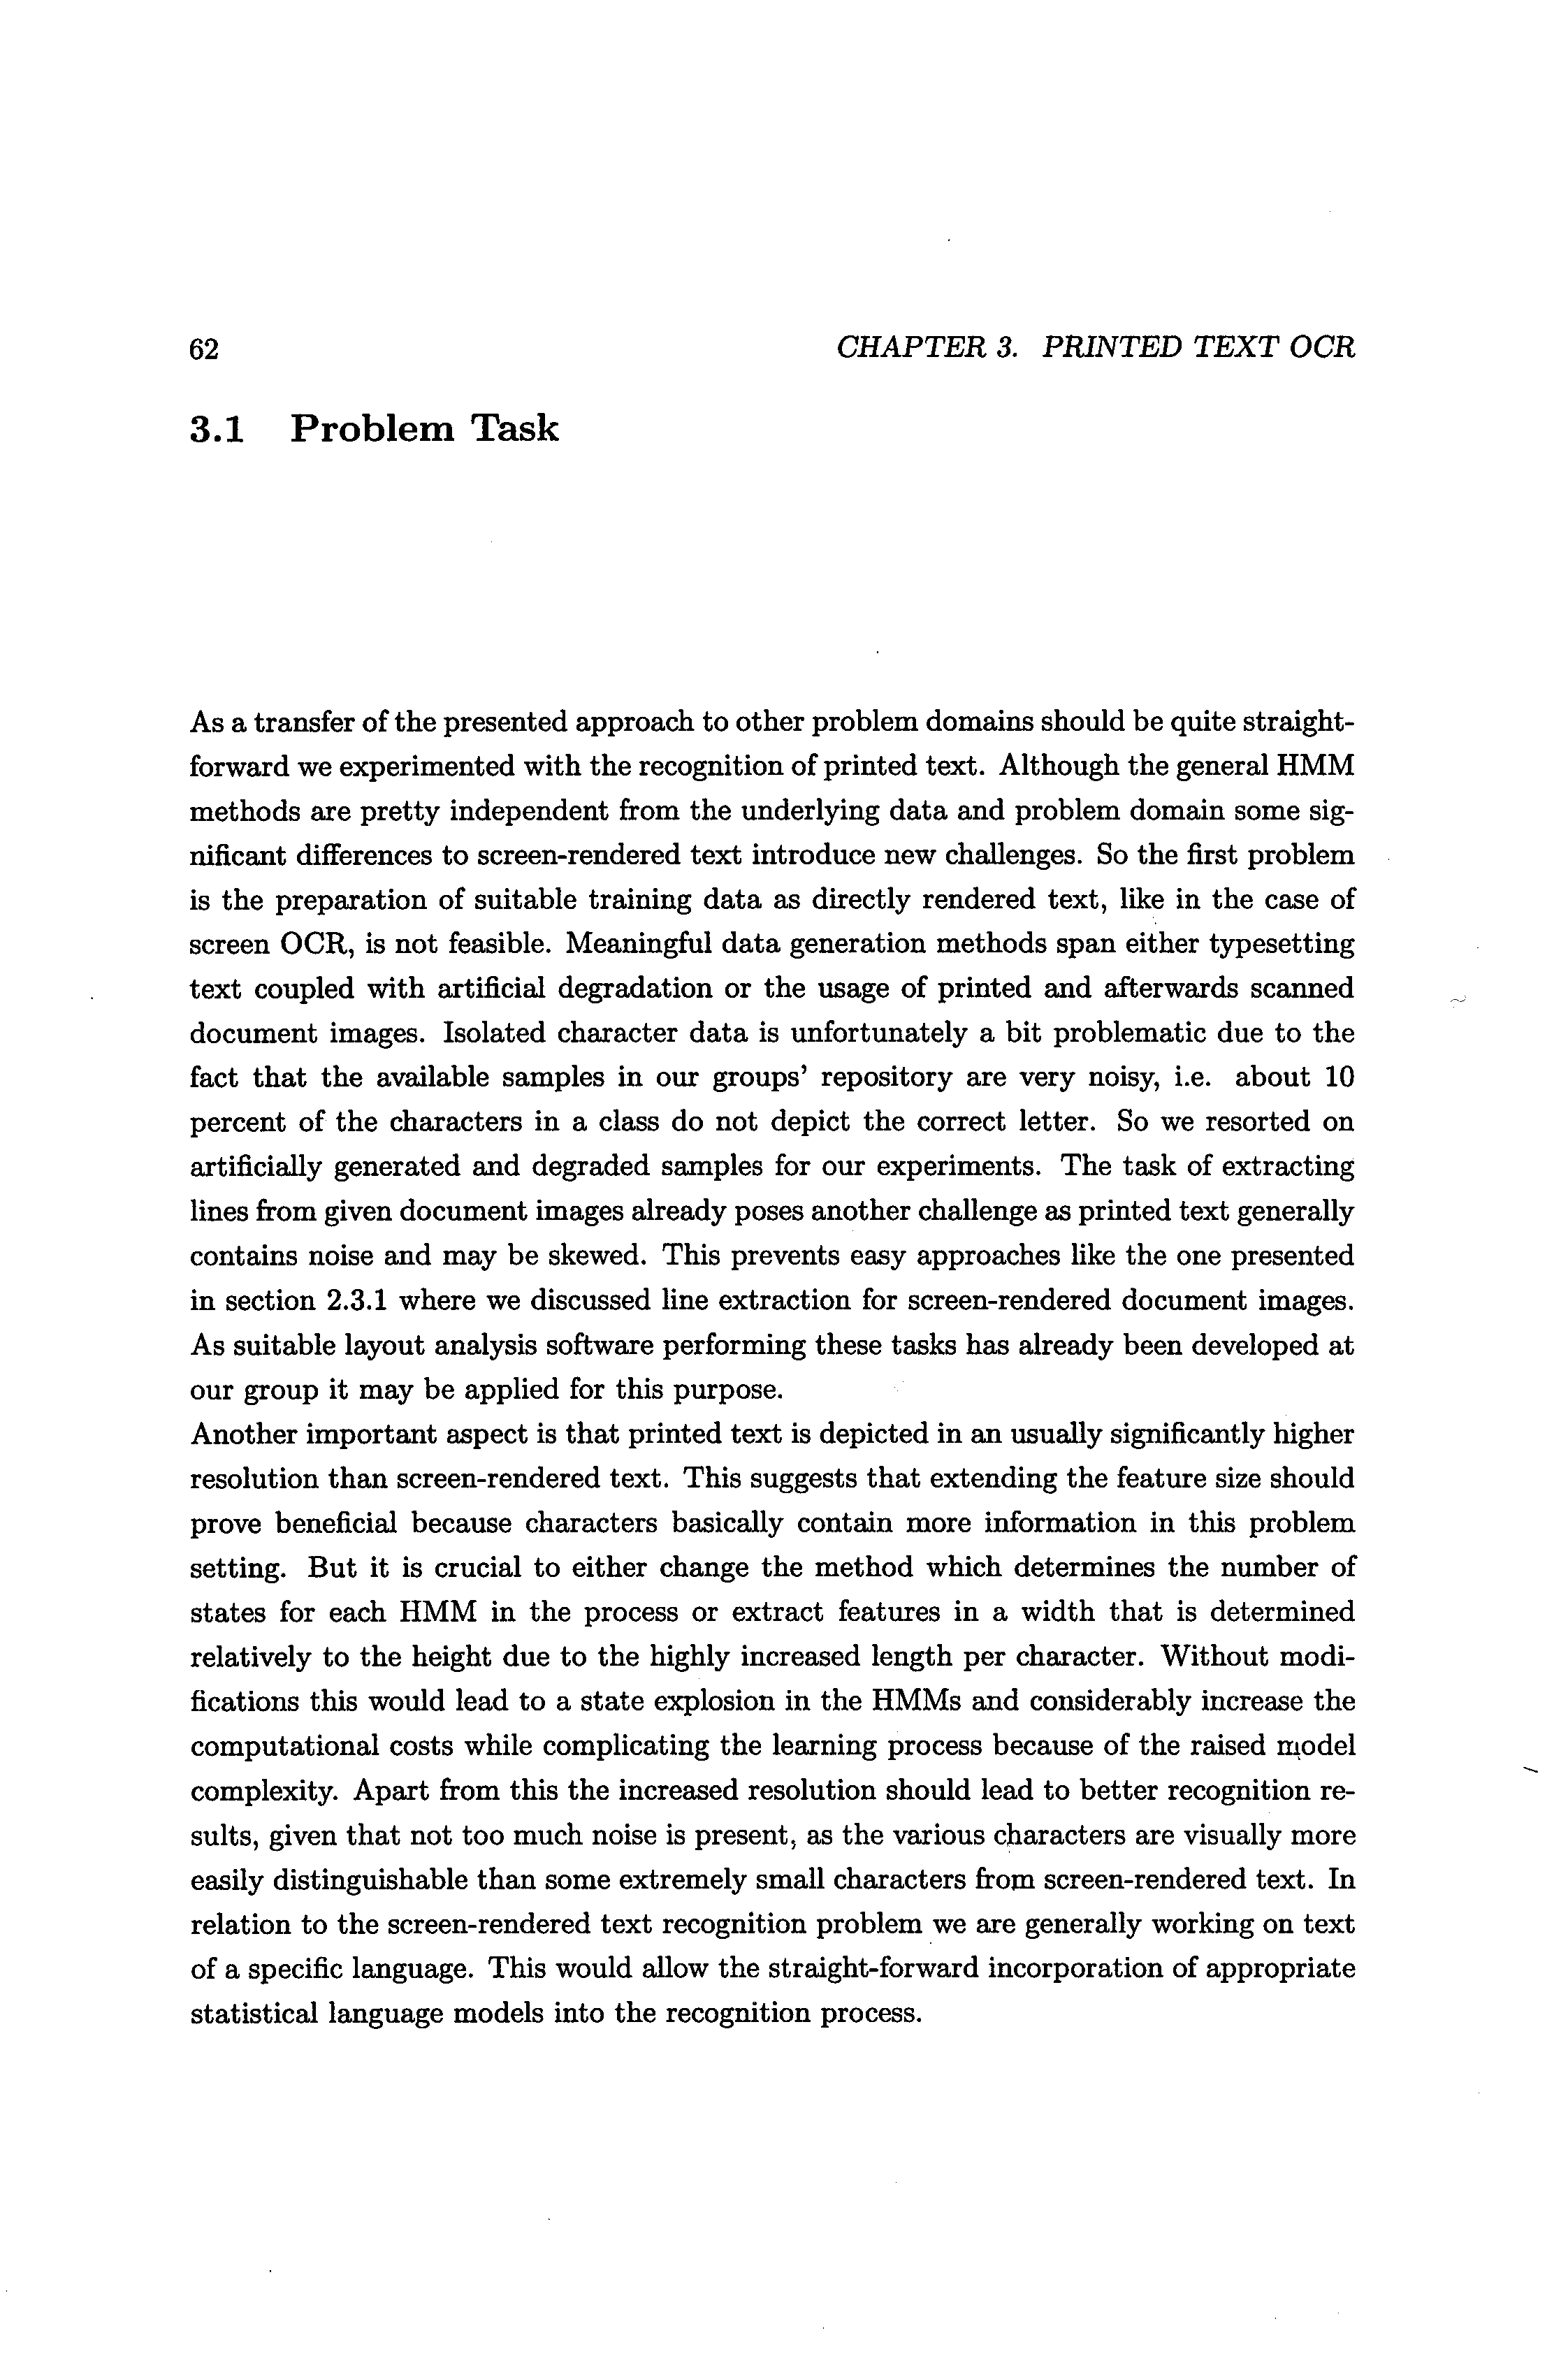 62 CHAPTER 3. PRINTED TEXT OCR
3.1 Problem Task
As a transfer of the presented approach to other problem domains should be quite straight-
forward we experimented with the recognition of printed text. Although the general HMM
methods are pretty independent from the underlying data and problem domain some sig-
nificant differences to screen-rendered text introduce new challenges. So the first problem
is the preparation of suitable training data as directly rendered text, like in the case of
screen OCR, is not feasible. Meaningful data generation methods span either typesetting
text coupled with artificial degradation or the usage of printed and afterwards scanned
document images. Isolated character data is unfortunately a bit problematic due to the
fact that the available samples in our groups' repository are very noisy, i.e. about 10
percent of the characters in a class do not depict the correct letter. So we resorted on
artificially generated and degraded samples for our experiments. The task of extracting
lines from given document images already poses another challenge as printed text generally
contains noise and may be skewed. This prevents easy approaches like the one presented
in section 2.3.1 where we discussed line extraction for screen-rendered document images.
As suitable layout analysis software performing these tasks has already been developed at
our group it may be applied for this purpose.
Another important aspect is that printed text is depicted in an usually significantly higher
resolution than screen-rendered text. This suggests that extending the feature size should
prove beneficial because characters basically contain more information in this problem
setting. But it is crucial to either change the method which determines the number of
states for each HMM in the process or extract features in a width that is determined
relatively to the height due to the highly increased length per character. Without modi-
fications this would lead to a state explosion in the HMMs and considerably increase the
computational costs while complicating the learning process because of the raised model
complexity. Apart from this the increased resolution should lead to better recognition re-
sults, given that not too much noise is present, as the various characters are visually more
easily distinguishable than some extremely small characters from screen-rendered text. In
relation to the screen-rendered text recognition problem we are generally working on text
of a specific language. This would allow the straight-forward incorporation of appropriate
statistical language models into the recognition process.